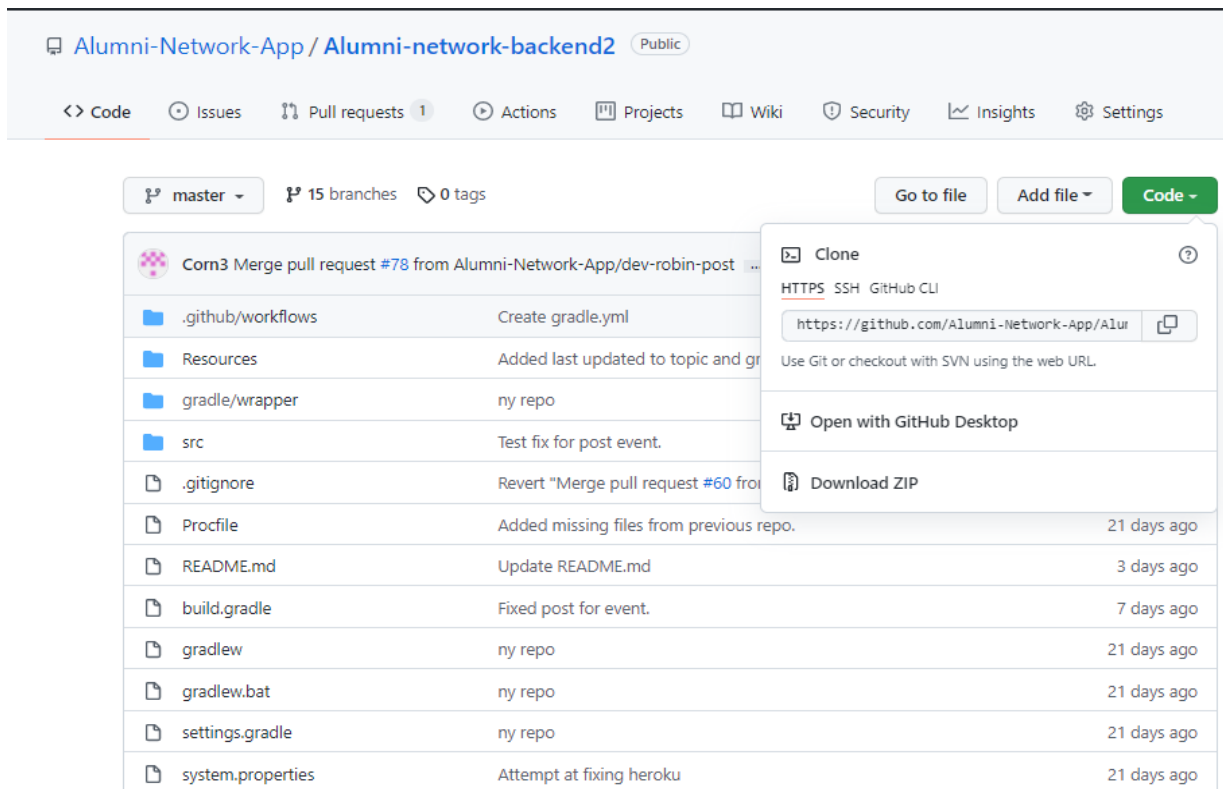 Alumni-Network-App / Alumni-network-backend2 Public
Code Issues Pull requests 1 Actions Projects Wiki Security Insights Settings
master 15 branches 0 tags Go to file Add file Code
Corn3 Merge pull request #78 from Alumni-Network-App/dev-robin-post ...
Clone
HTTPS SSH GitHub CLI
https://github.com/Alumni-Network-App/Alur
Use Git or checkout with SVN using the web URL.
Open with GitHub Desktop
Download ZIP
.github/workflows Create gradle.yml
Resources Added last updated to topic and gr
gradle/wrapper ny repo
src Test fix for post event.
.gitignore Revert "Merge pull request #60 fro
Procfile Added missing files from previous repo. 21 days ago
README.md Update README.md 3 days ago
build.gradle Fixed post for event. 7 days ago
gradlew ny repo 21 days ago
gradlew.bat ny repo 21 days ago
settings.gradle ny repo 21 days ago
system.properties Attempt at fixing heroku 21 days ago